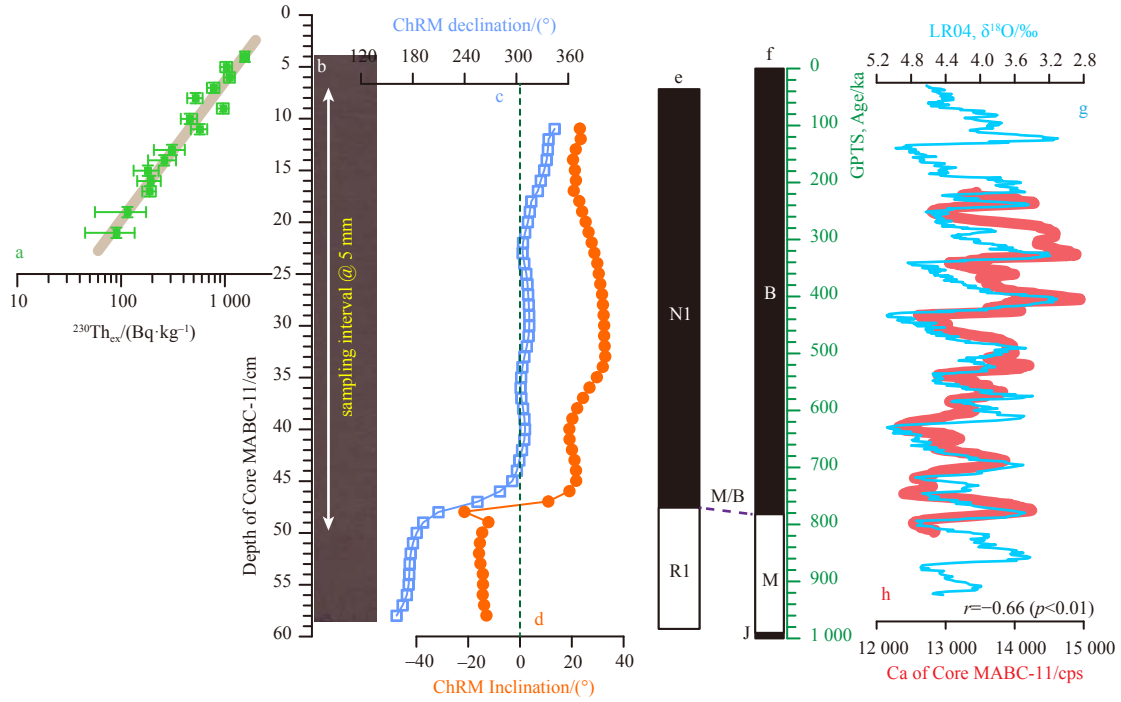 0
5
10
15
20
25
30
35
40
45
50
55
60
Depth of Core MABC-11/cm
a
10
100
1 000
²³⁰Th_ex/(Bq·kg⁻¹)
b
sampling interval @ 5 mm
ChRM declination/(°)
120
180
240
300
360
c
d
–40
–20
0
20
40
ChRM Inclination/(°)
e
N1
R1
M/B
f
B
M
J
0
100
200
300
400
500
600
700
800
900
1 000
GPTS, Age/ka
LR04, δ¹⁸O/‰
5.2
4.8
4.4
4.0
3.6
3.2
2.8
g
h
r=−0.66 (p<0.01)
12 000
13 000
14 000
15 000
Ca of Core MABC-11/cps